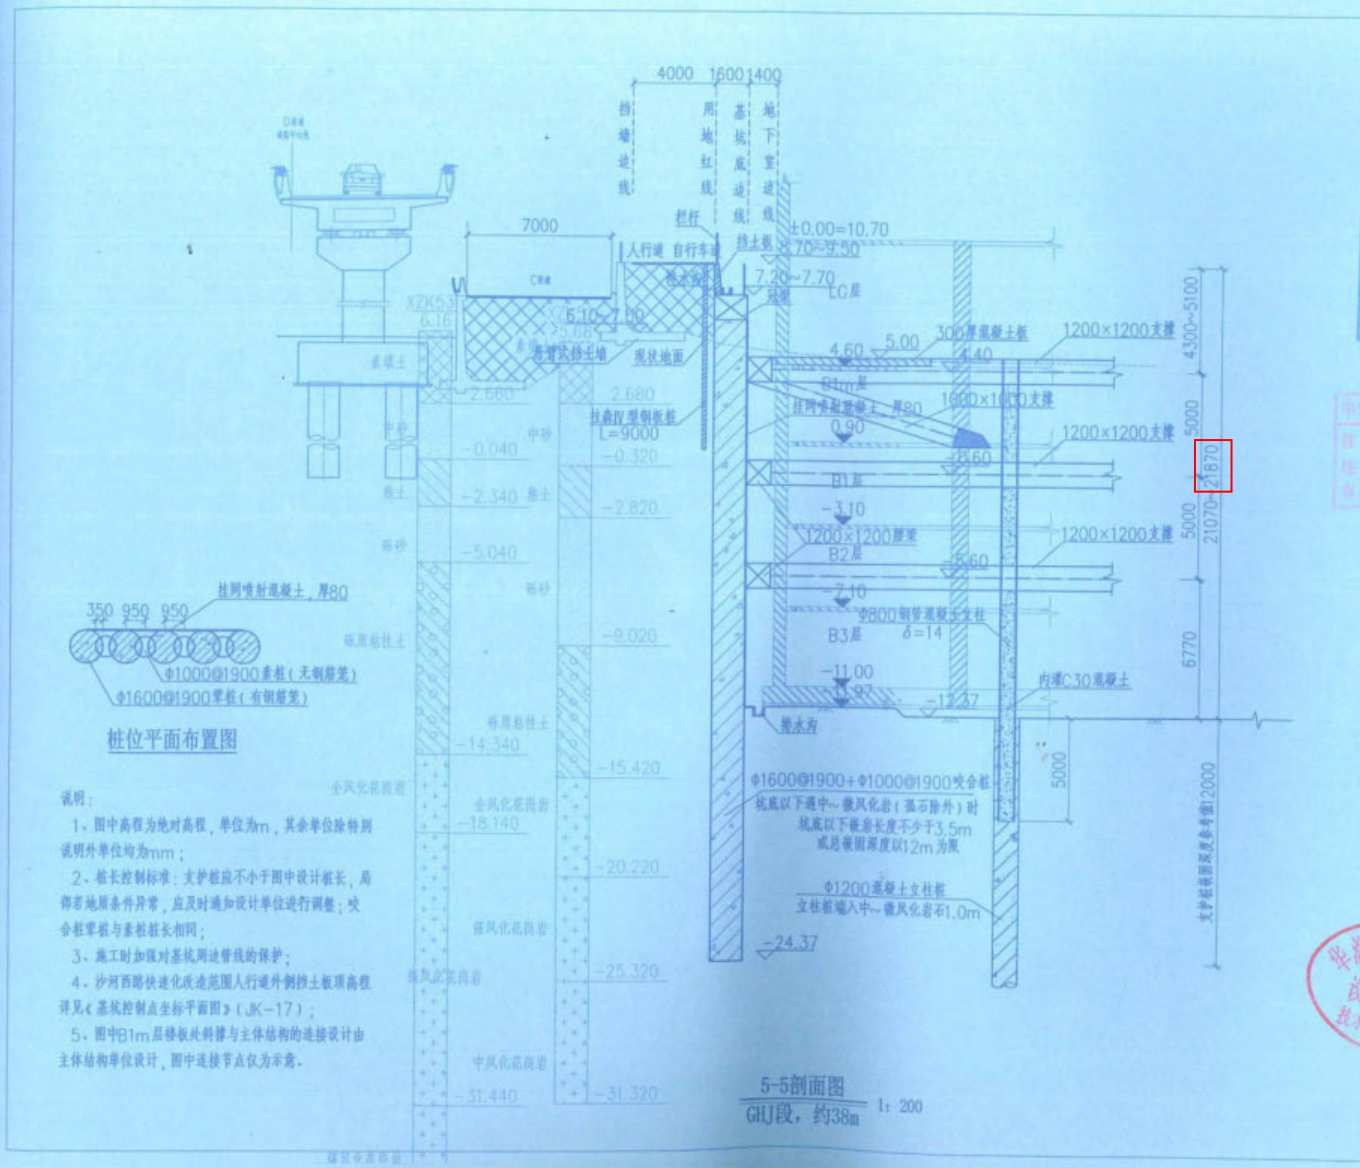 4000 1600 1400
挡墙边线
用地红线
基坑底边线
地下室边线
7000
栏杆
挡土板
±0.00=10.70
8.70~9.50
人行道 自行车道
7.20~7.70
LG层
XZK53
6.16
6.10~7.00
悬臂式挡土墙
现状地面
素填土
300厚混凝土板
1200×1200支撑
5.00
4.60
4.40
B1m层
挂网喷射混凝土，厚80
1000×1000支撑
0.90
1200×1200支撑
拉森Ⅳ型钢板桩
L=9000
2.660
2.680
中砂
中砂
-0.040
-0.320
B1层
粘土
粘土
-2.340
-2.820
-3.10
1200×1200腰梁
B2层
1200×1200支撑
砾砂
-5.040
-5.60
砾砂
-7.10
Φ800钢管混凝土立柱
δ=14
B3层
-9.020
砾质粘性土
-11.00
-12.37
内灌C30混凝土
排水沟
4300~5100
5000
5000
6770
21070~21870
5000
支护桩嵌固深度参考值12000
挂网喷射混凝土，厚80
350 950 950
Φ1000@1900素桩(无钢筋笼)
Φ1600@1900荤桩(有钢筋笼)
桩位平面布置图
砾质粘性土
-14.340
-15.420
全风化花岗岩
全风化花岗岩
-18.140
-20.220
强风化花岗岩
-25.320
中风化花岗岩
-31.440
-31.320
Φ1600@1900+Φ1000@1900咬合桩
坑底以下遇中~微风化岩(孤石除外)时
坑底以下嵌岩长度不少于3.5m
或总嵌固深度以12m为限
Φ1200混凝土立柱桩
立柱桩端入中~微风化岩石1.0m
-24.37
说明:
1、图中高程为绝对高程，单位为m，其余单位除特别
说明外单位均为mm；
2、桩长控制标准：支护桩应不小于图中设计桩长，局
部若地质条件异常，应及时通知设计单位进行调整；咬
合桩荤桩与素桩桩长相同；
3、施工时加强对基坑周边管线的保护；
4、沙河西路快速化改造范围人行道外侧挡土板顶高程
详见《基坑控制点坐标平面图》(JK-17)；
5、图中B1m层楼板处斜撑与主体结构的连接设计由
主体结构单位设计，图中连接节点仅为示意。
5-5剖面图
GHJ段，约38m
1: 200